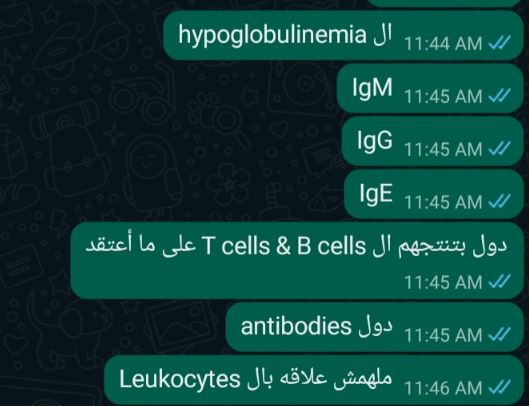 ال hypoglobulinemia
11:44 AM
IgM
11:45 AM
IgG
11:45 AM
IgE
11:45 AM
دول بتنتجهم ال T cells & B cells على ما أعتقد
11:45 AM
دول antibodies
11:45 AM
ملهمش علاقه بال Leukocytes
11:46 AM